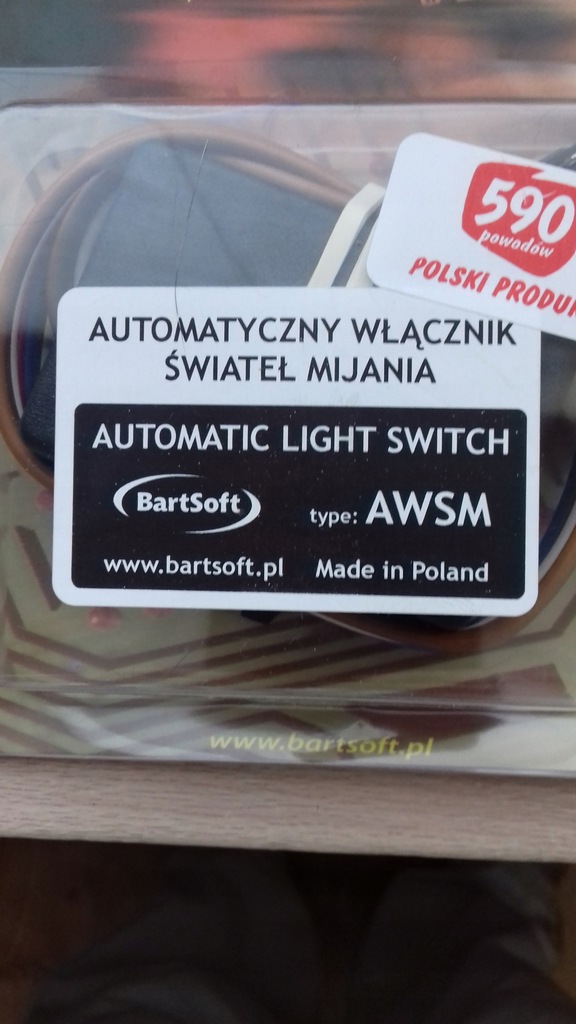 590
powodów
POLSKI
AUTOMATYCZNY WŁĄCZNIK
ŚWIATEŁ MIJANIA
AUTOMATIC LIGHT SWITCH
BartSoft
type: AWSM
www.bartsoft.pl
Made in Poland
www.bartsoft.pl